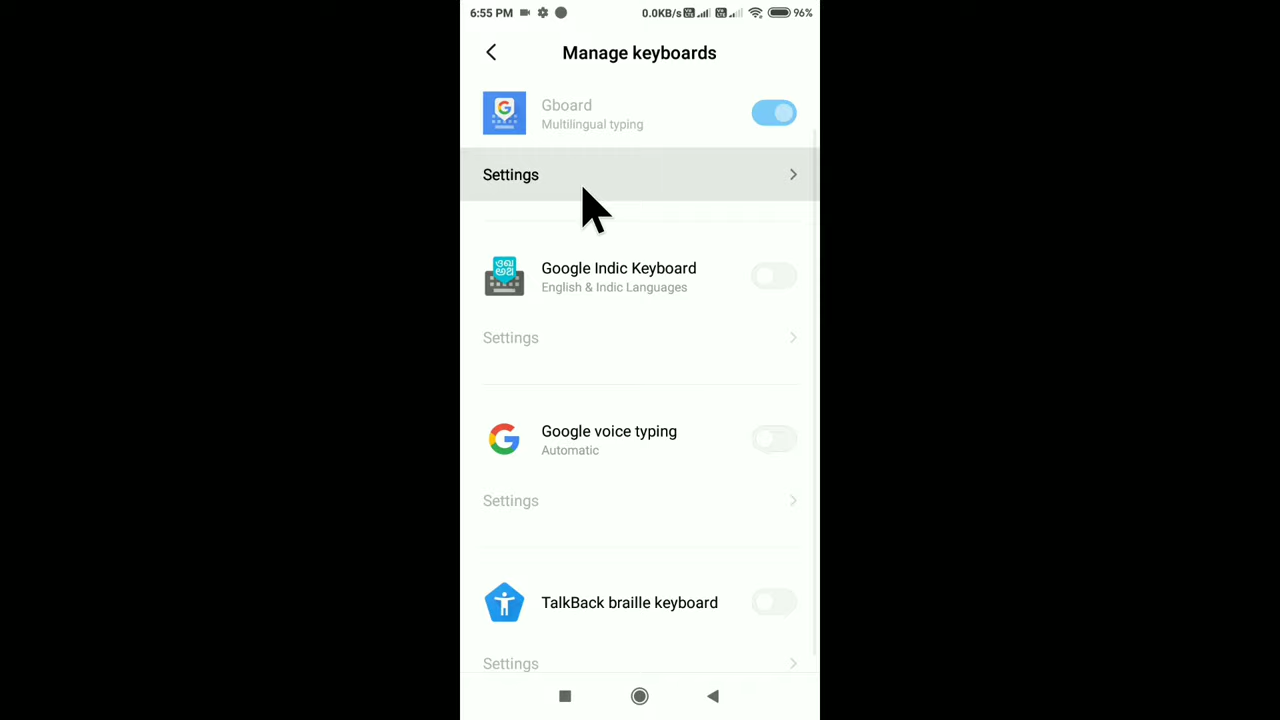 6:55 PM 0.0KB/s 96%
Manage keyboards
Gboard
Multilingual typing
Settings
Google Indic Keyboard
English & Indic Languages
Settings
Google voice typing
Automatic
Settings
TalkBack braille keyboard
Settings